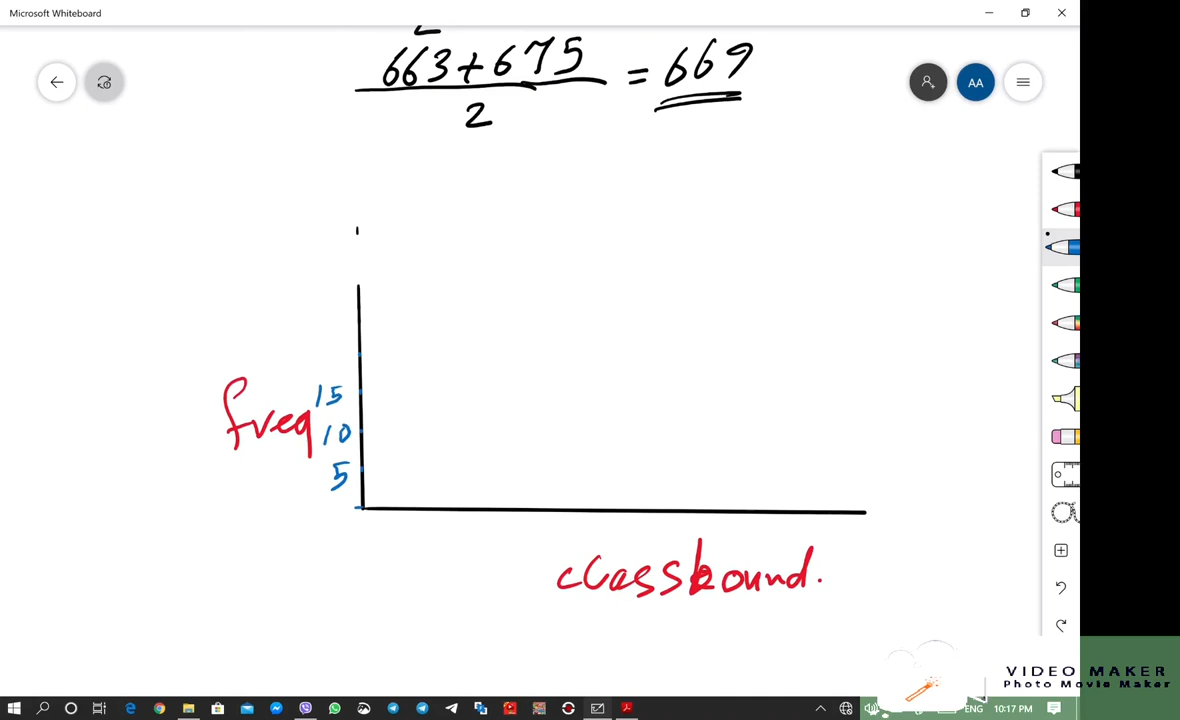 Microsoft Whiteboard
663+675
= 669
2
AA
15
freq
10
5
classbound.
VIDEO MAKER
Photo Movie Maker
ENG
10:17 PM